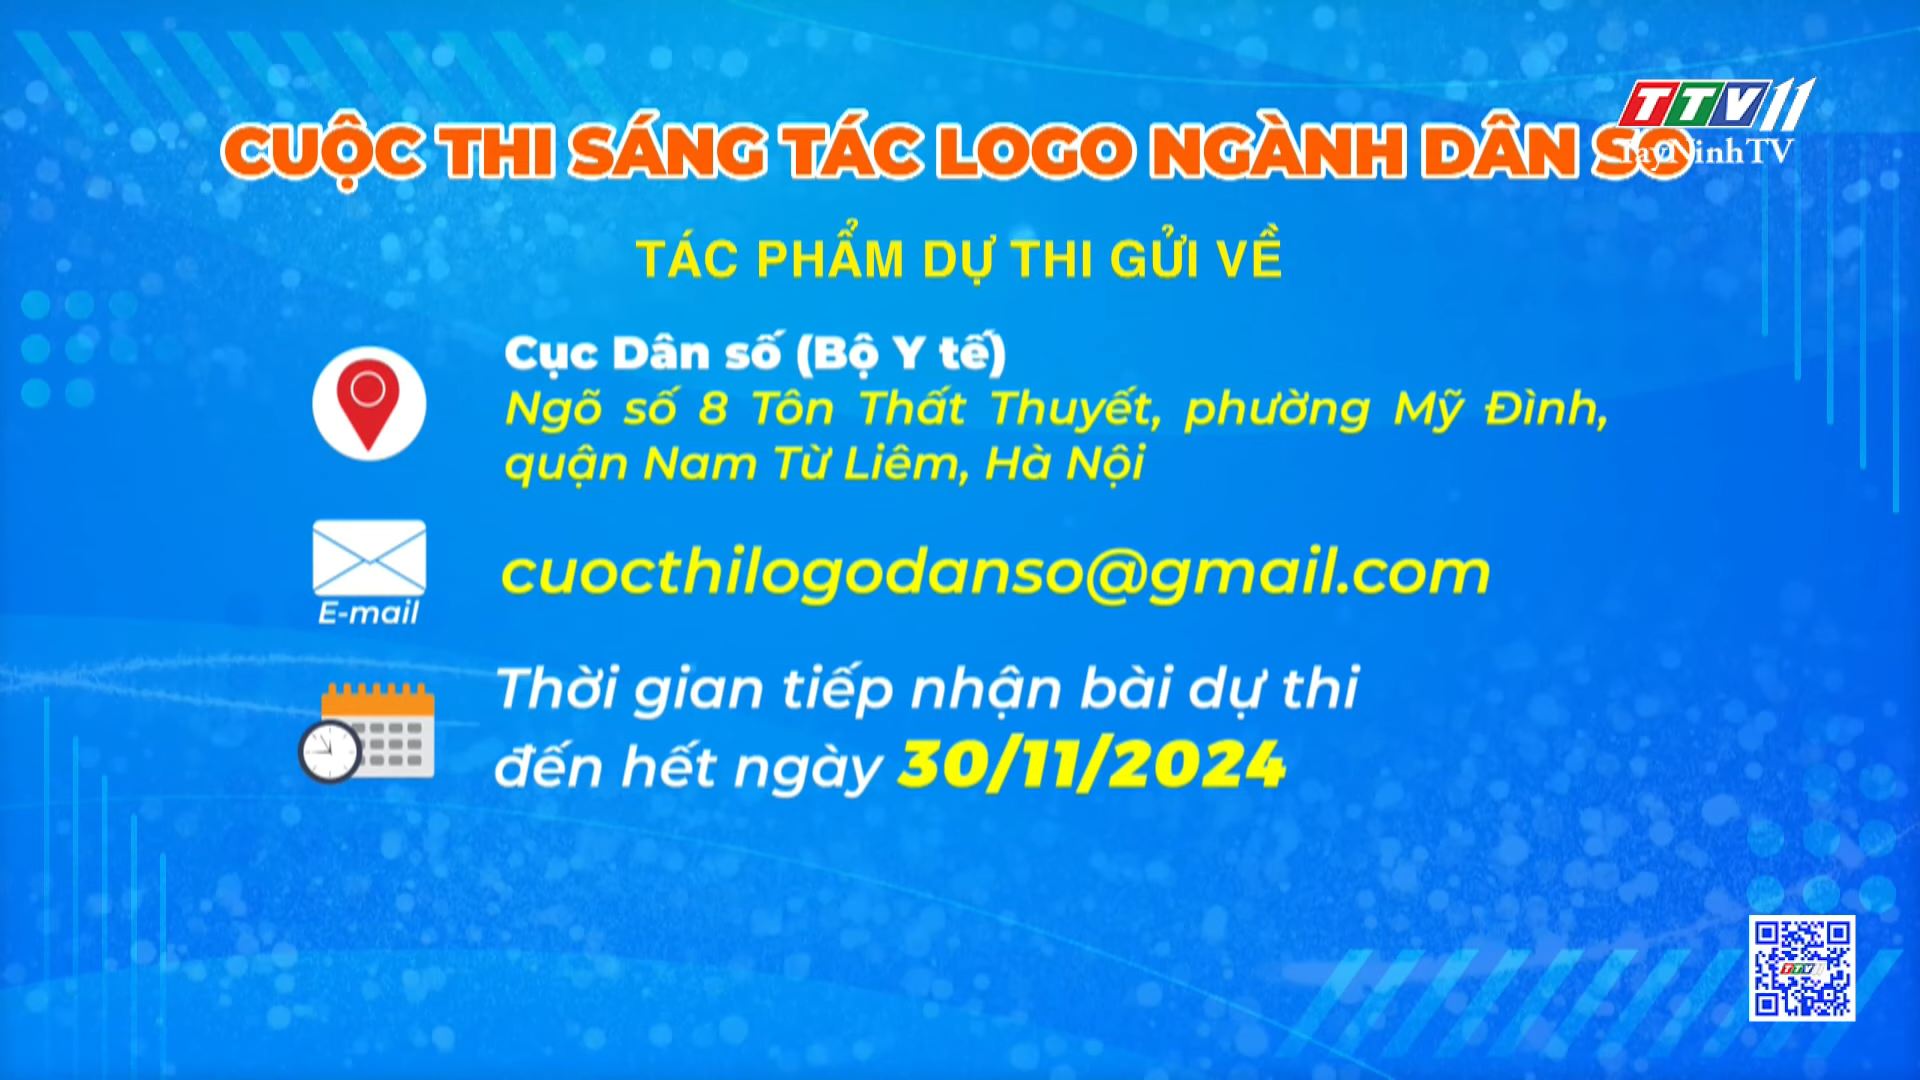 CUỘC THI SÁNG TÁC LOGO NGÀNH DÂN SỐ
TTV11
TayNinhTV
TÁC PHẨM DỰ THI GỬI VỀ
Cục Dân số (Bộ Y tế)
Ngõ số 8 Tôn Thất Thuyết, phường Mỹ Đình,
quận Nam Từ Liêm, Hà Nội
cuocthilogodanso@gmail.com
E-mail
Thời gian tiếp nhận bài dự thi
đến hết ngày 30/11/2024
TTV11